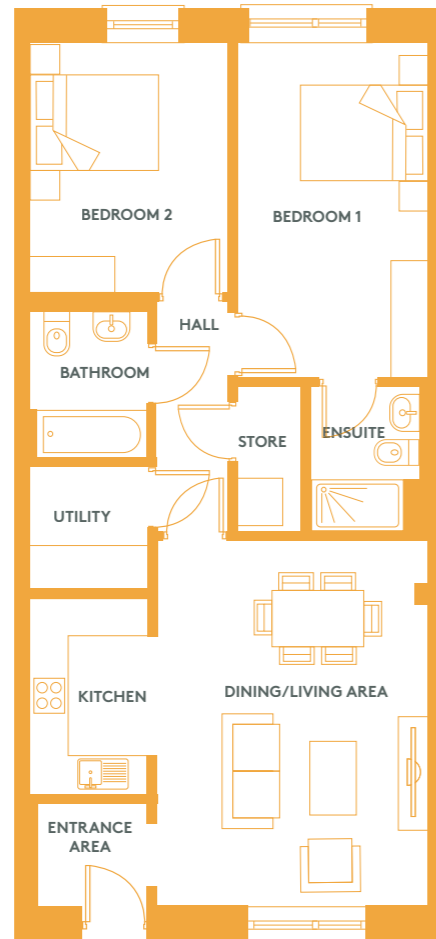 BEDROOM 2
BEDROOM 1
HALL
BATHROOM
ENSUITE
STORE
UTILITY
KITCHEN
DINING/LIVING AREA
ENTRANCE
AREA